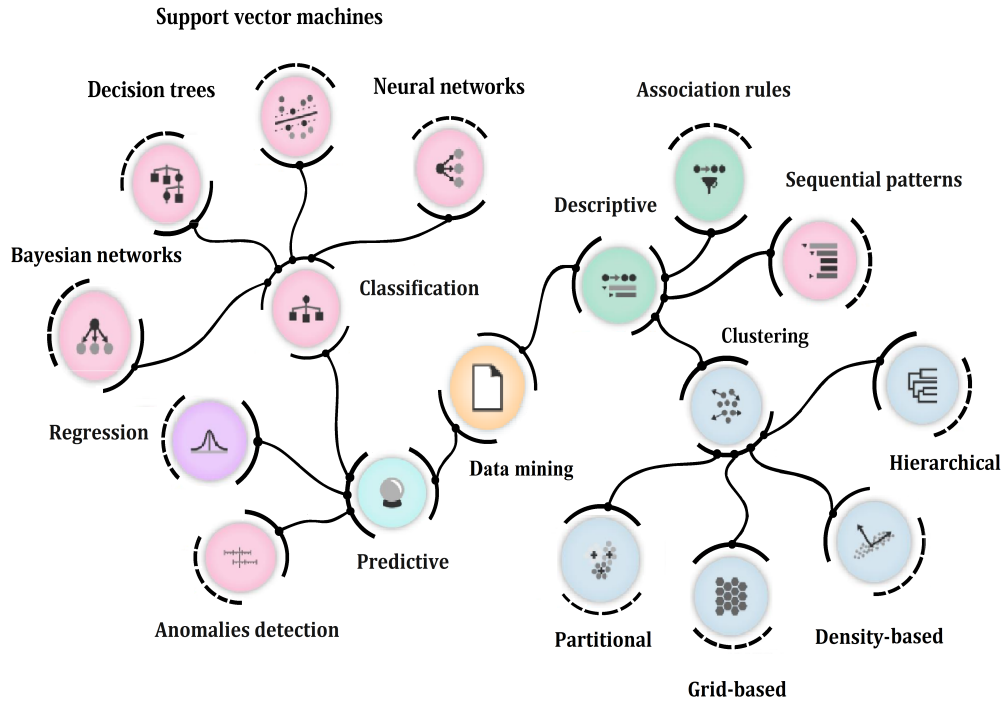 Support vector machines
Decision trees
Neural networks
Association rules
Sequential patterns
Descriptive
Bayesian networks
Classification
Clustering
Regression
Data mining
Hierarchical
Predictive
Anomalies detection
Partitional
Density-based
Grid-based